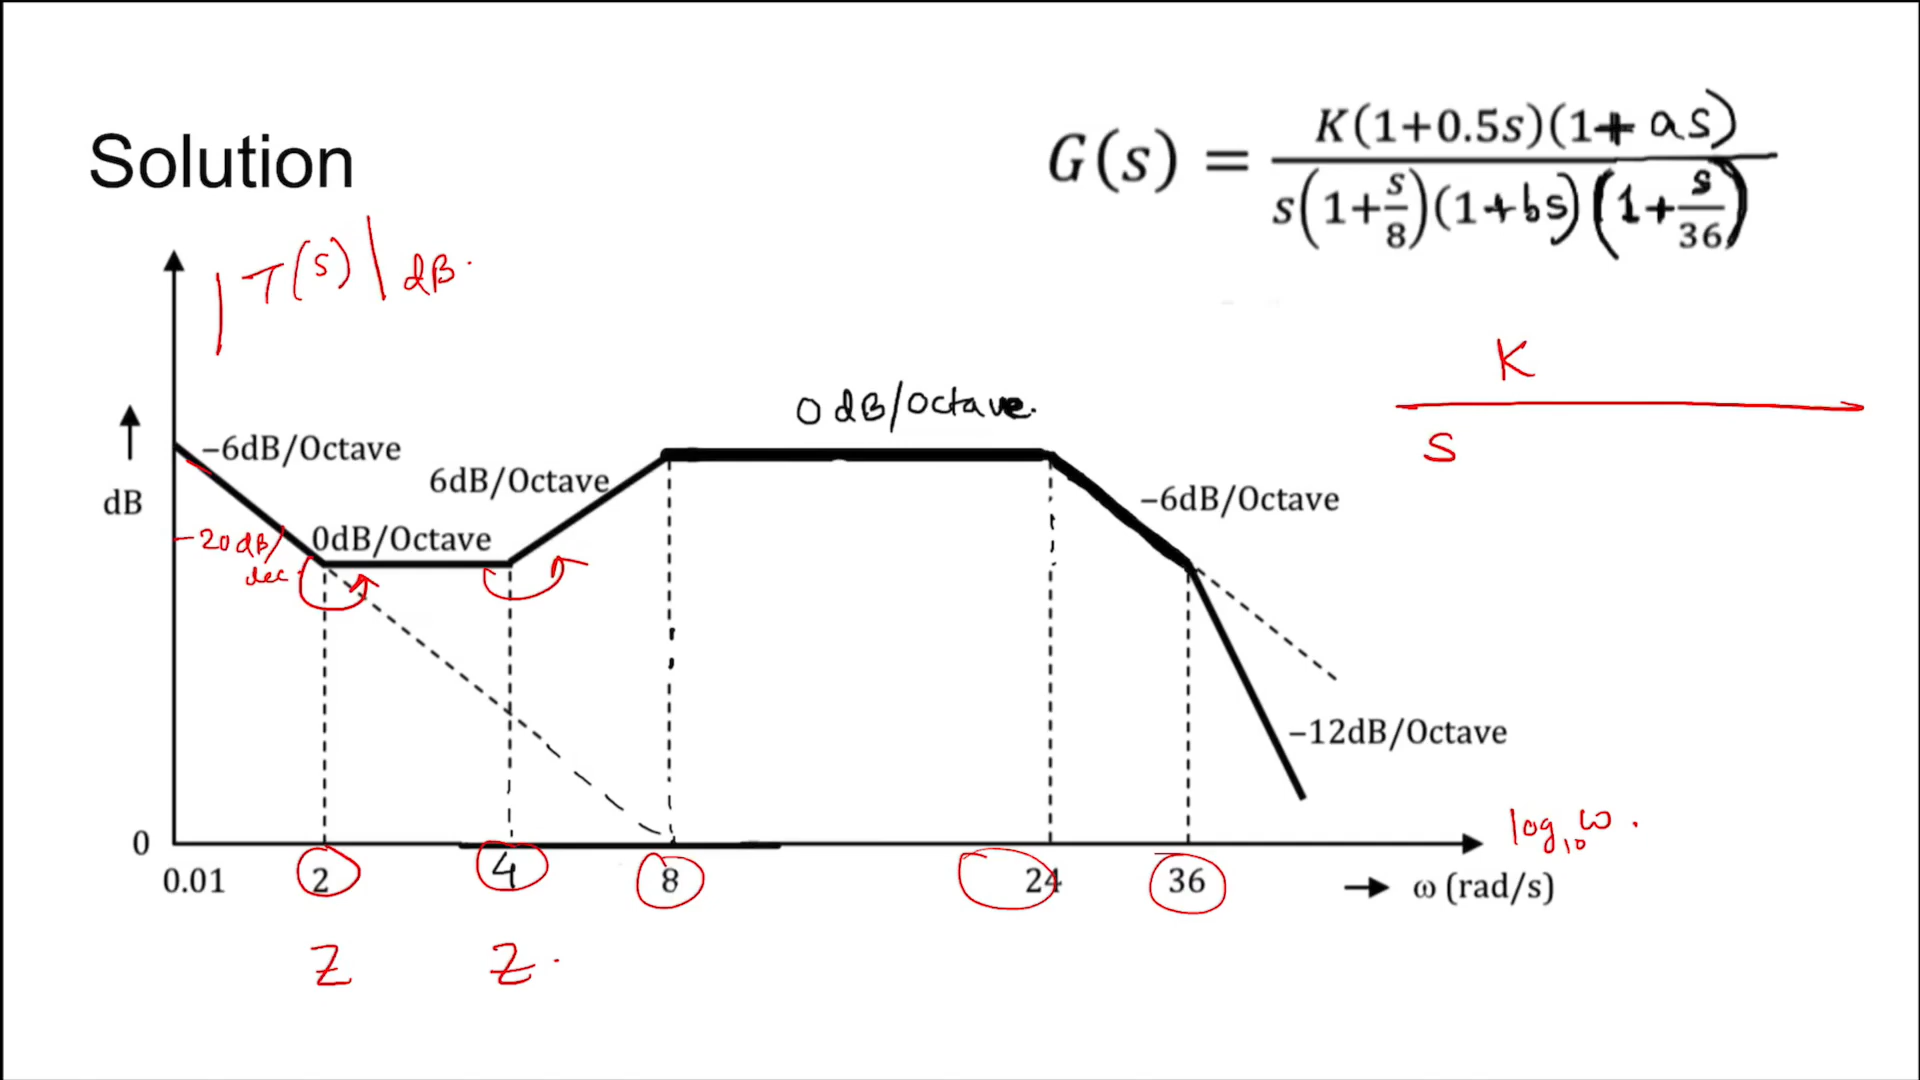 Solution
G(s) = K(1+0.5s)(1+as) / s(1+s/8)(1+bs)(1+s/36)
|T(s)|dB.
K
S
0 dB/Octave.
−6dB/Octave
6dB/Octave
dB
−6dB/Octave
−20dB/dec.
0dB/Octave
−12dB/Octave
log10 ω.
0
0.01 2 4 8 24 36 ω (rad/s)
Z Z.